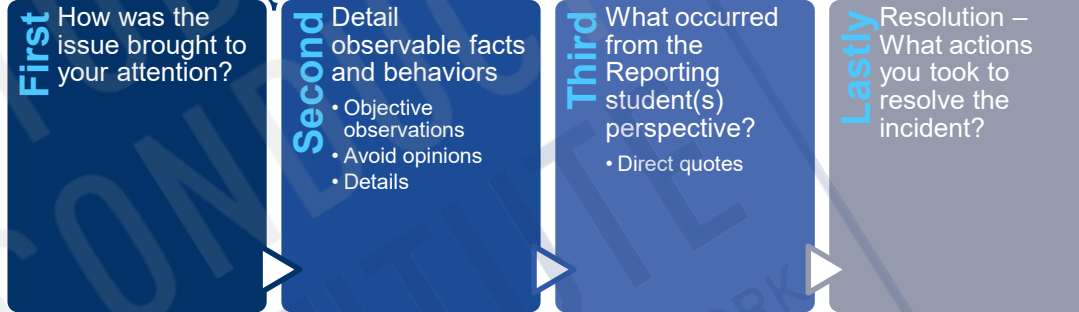 First
How was the
issue brought to
your attention?
Second
Detail
observable facts
and behaviors
• Objective
observations
• Avoid opinions
• Details
Third
What occurred
from the
Reporting
student(s)
perspective?
• Direct quotes
Lastly
Resolution –
What actions
you took to
resolve the
incident?